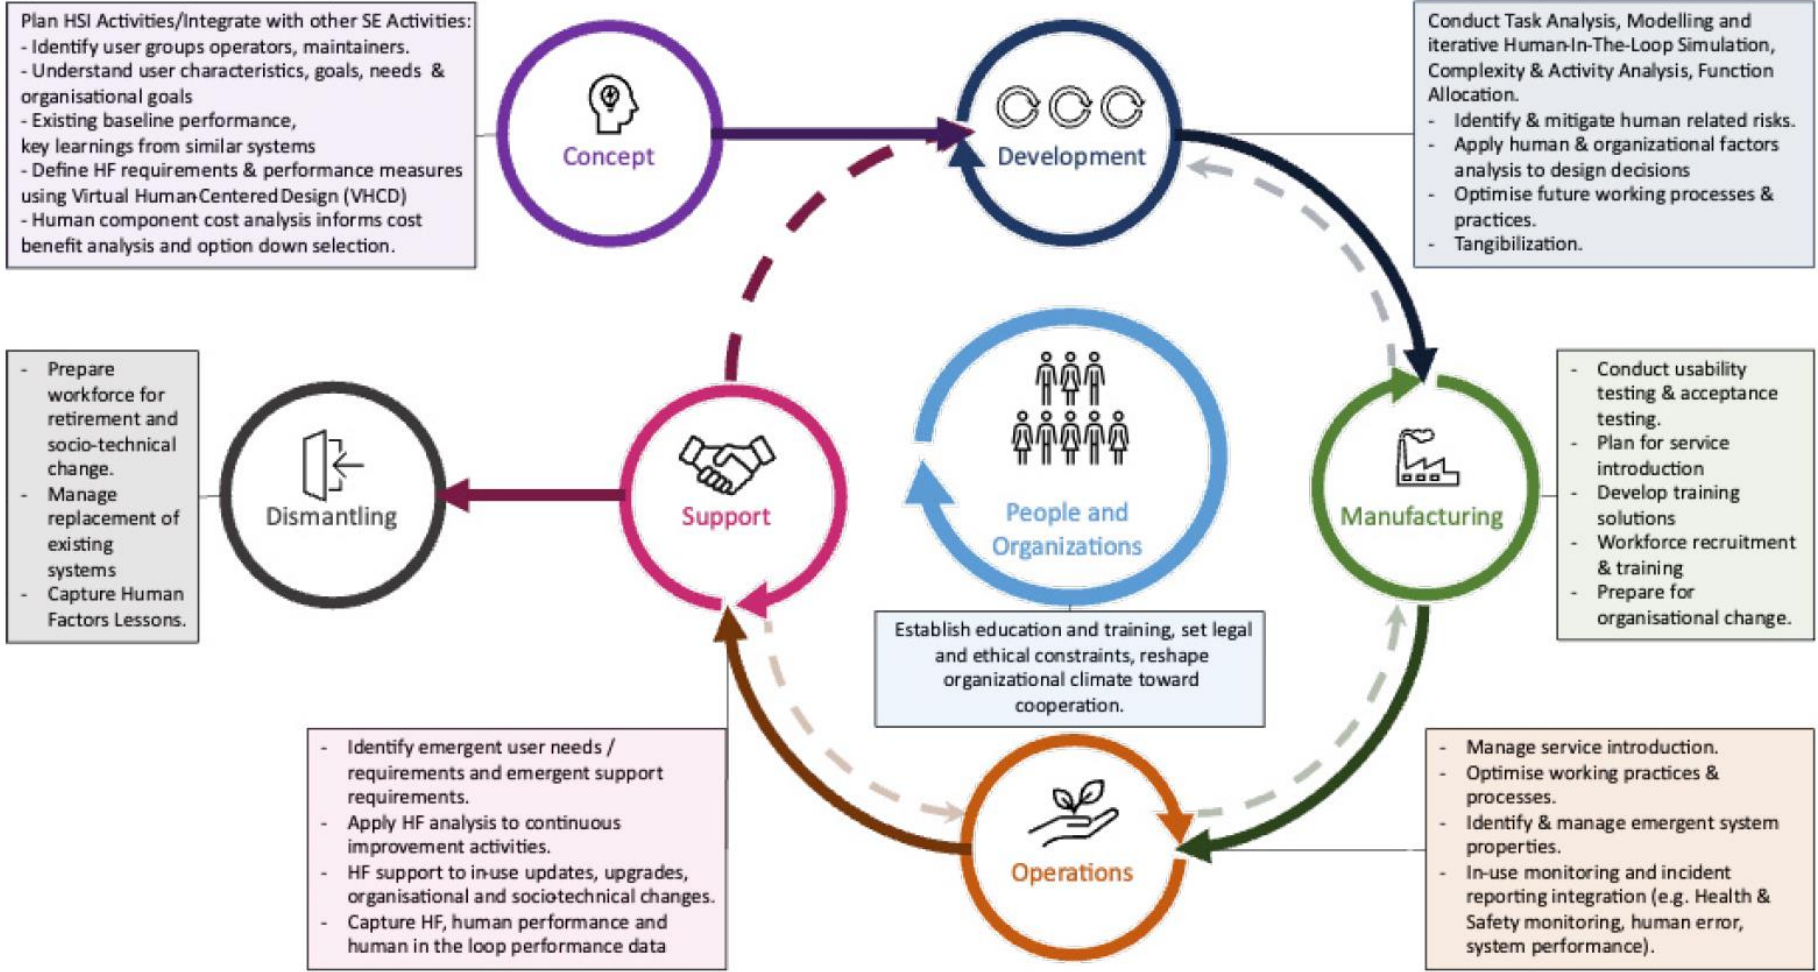 Plan HSI Activities/Integrate with other SE Activities:
- Identify user groups operators, maintainers.
- Understand user characteristics, goals, needs &
organisational goals
- Existing baseline performance,
key learnings from similar systems
- Define HF requirements & performance measures
using Virtual Human-Centered Design (VHCD)
- Human component cost analysis informs cost
benefit analysis and option down selection.
Concept
Development
Conduct Task Analysis, Modelling and
iterative Human-In-The-Loop Simulation,
Complexity & Activity Analysis, Function
Allocation.
- Identify & mitigate human related risks.
- Apply human & organizational factors
analysis to design decisions
- Optimise future working processes &
practices.
- Tangibilization.
- Prepare
workforce for
retirement and
socio-technical
change.
- Manage
replacement of
existing
systems
- Capture Human
Factors Lessons.
Dismantling
Support
People and
Organizations
Manufacturing
- Conduct usability
testing & acceptance
testing.
- Plan for service
introduction
- Develop training
solutions
- Workforce recruitment
& training
- Prepare for
organisational change.
Establish education and training, set legal
and ethical constraints, reshape
organizational climate toward
cooperation.
- Identify emergent user needs /
requirements and emergent support
requirements.
- Apply HF analysis to continuous
improvement activities.
- HF support to in-use updates, upgrades,
organisational and socio-technical changes.
- Capture HF, human performance and
human in the loop performance data
Operations
- Manage service introduction.
- Optimise working practices &
processes.
- Identify & manage emergent system
properties.
- In-use monitoring and incident
reporting integration (e.g. Health &
Safety monitoring, human error,
system performance).